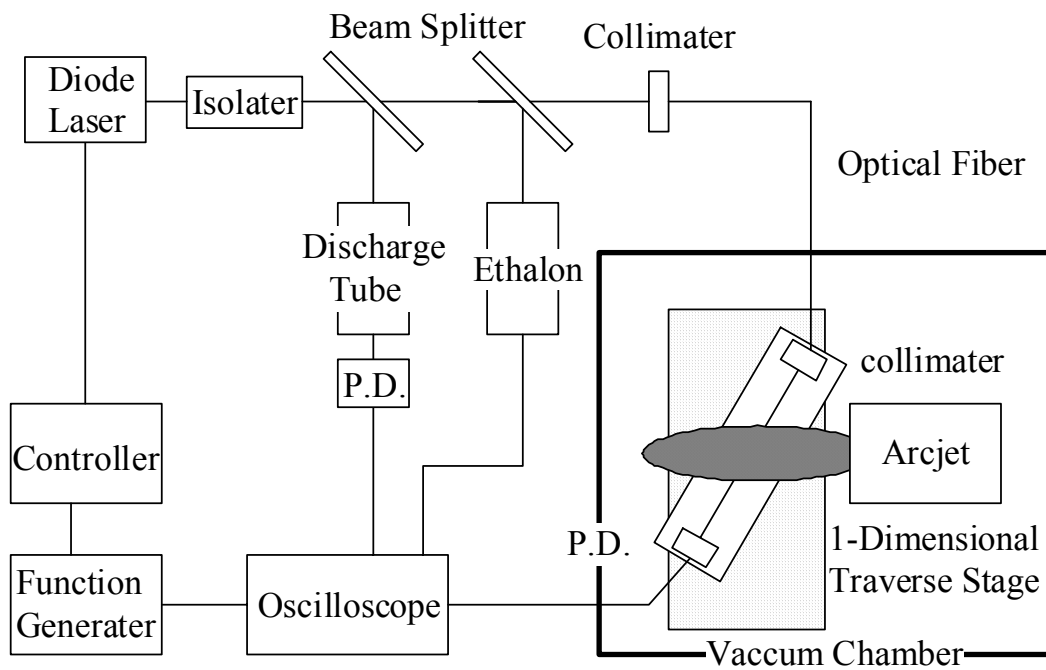 Beam Splitter
Collimater
Diode
Laser
Isolater
Optical Fiber
Discharge
Tube
Ethalon
P.D.
collimater
Controller
Arcjet
P.D.
1-Dimensional
Traverse Stage
Function
Generater
Oscilloscope
Vaccum Chamber